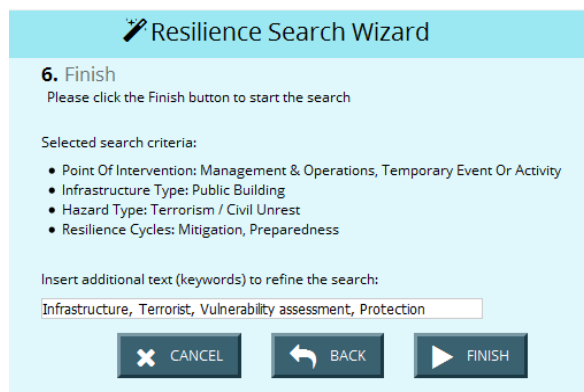 Resilience Search Wizard
6. Finish
Please click the Finish button to start the search
Selected search criteria:
• Point Of Intervention: Management & Operations, Temporary Event Or Activity
• Infrastructure Type: Public Building
• Hazard Type: Terrorism / Civil Unrest
• Resilience Cycles: Mitigation, Preparedness
Insert additional text (keywords) to refine the search:
Infrastructure, Terrorist, Vulnerability assessment, Protection
CANCEL BACK FINISH